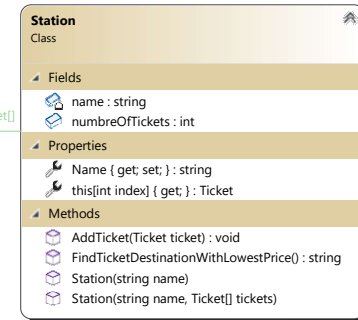 Station
Class
Fields
name : string
numbreOfTickets : int
et[]
Properties
Name { get; set; } : string
this[int index] { get; } : Ticket
Methods
AddTicket(Ticket ticket) : void
FindTicketDestinationWithLowestPrice() : string
Station(string name)
Station(string name, Ticket[] tickets)